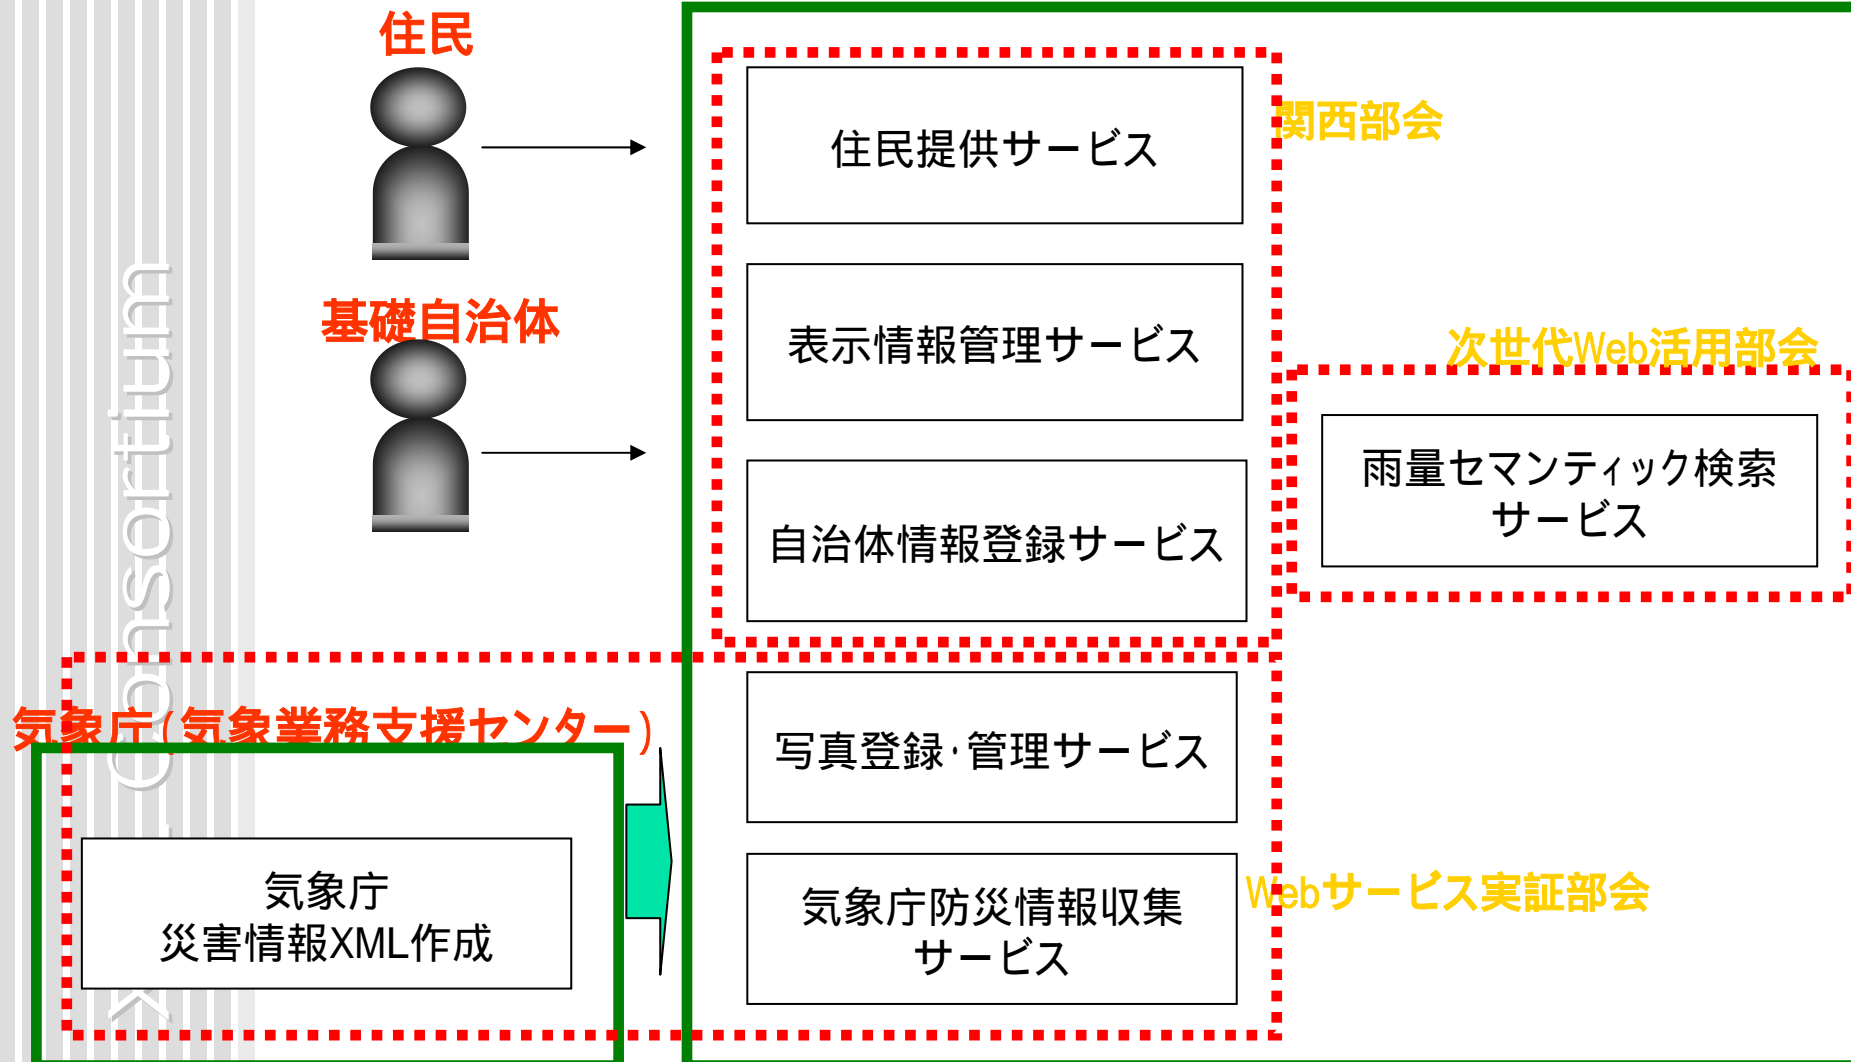 住民
関西部会
住民提供サービス
基礎自治体
表示情報管理サービス
次世代Web活用部会
雨量セマンティック検索
サービス
自治体情報登録サービス
気象庁(気象業務支援センター)
写真登録・管理サービス
気象庁
災害情報XML作成
気象庁防災情報収集
サービス
Webサービス実証部会
Consortium